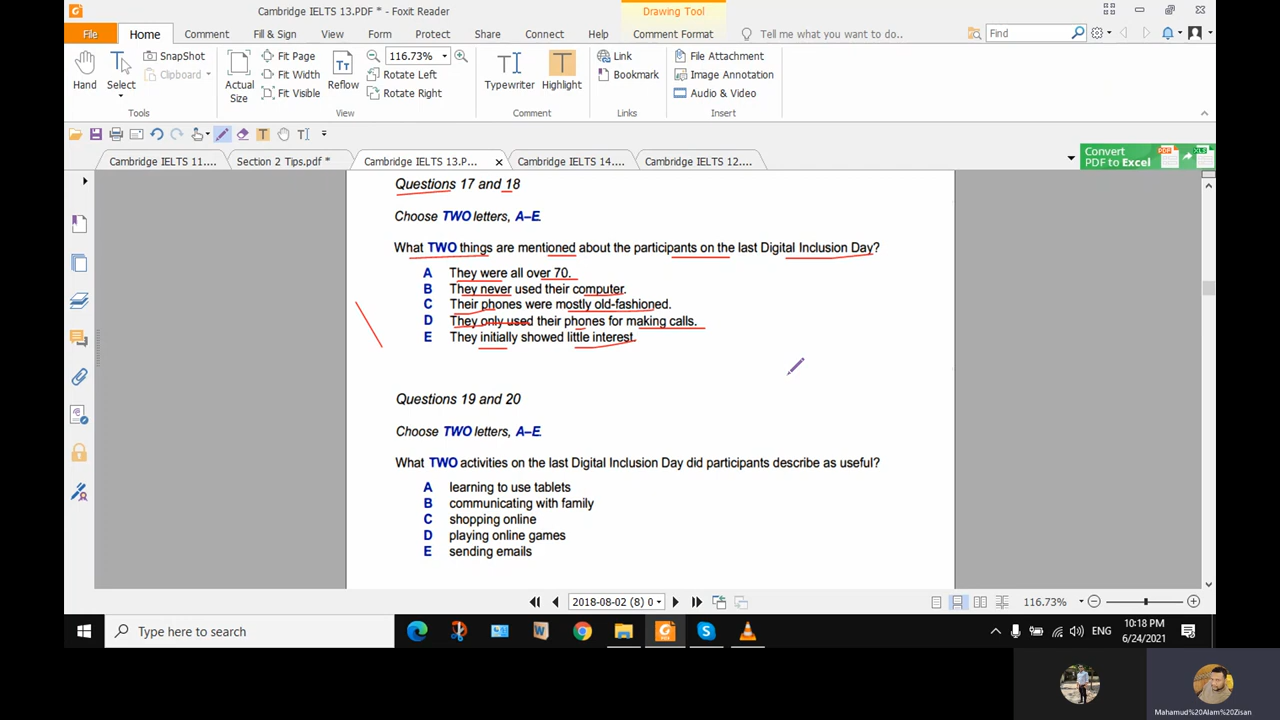 Cambridge IELTS 13.PDF * - Foxit Reader
Drawing Tool
File Home Comment Fill & Sign View Form Protect Share Connect Help Comment Format Tell me what you want to do.. Find
Hand
Select
SnapShot
Clipboard
Actual Size
Fit Page
Fit Width
Fit Visible
Reflow
116.73%
Rotate Left
Rotate Right
Typewriter
Highlight
Link
Bookmark
File Attachment
Image Annotation
Audio & Video
Tools View Comment Links Insert
Cambridge IELTS 11.... Section 2 Tips.pdf * Cambridge IELTS 13.P... Cambridge IELTS 14.... Cambridge IELTS 12....
Convert
PDF to Excel
Questions 17 and 18
Choose TWO letters, A–E.
What TWO things are mentioned about the participants on the last Digital Inclusion Day?
A They were all over 70.
B They never used their computer.
C Their phones were mostly old-fashioned.
D They only used their phones for making calls.
E They initially showed little interest.
Questions 19 and 20
Choose TWO letters, A–E.
What TWO activities on the last Digital Inclusion Day did participants describe as useful?
A learning to use tablets
B communicating with family
C shopping online
D playing online games
E sending emails
2018-08-02 (8) 0 116.73%
Type here to search
ENG
10:18 PM
6/24/2021
Mahamud%20Alam%20Zisan